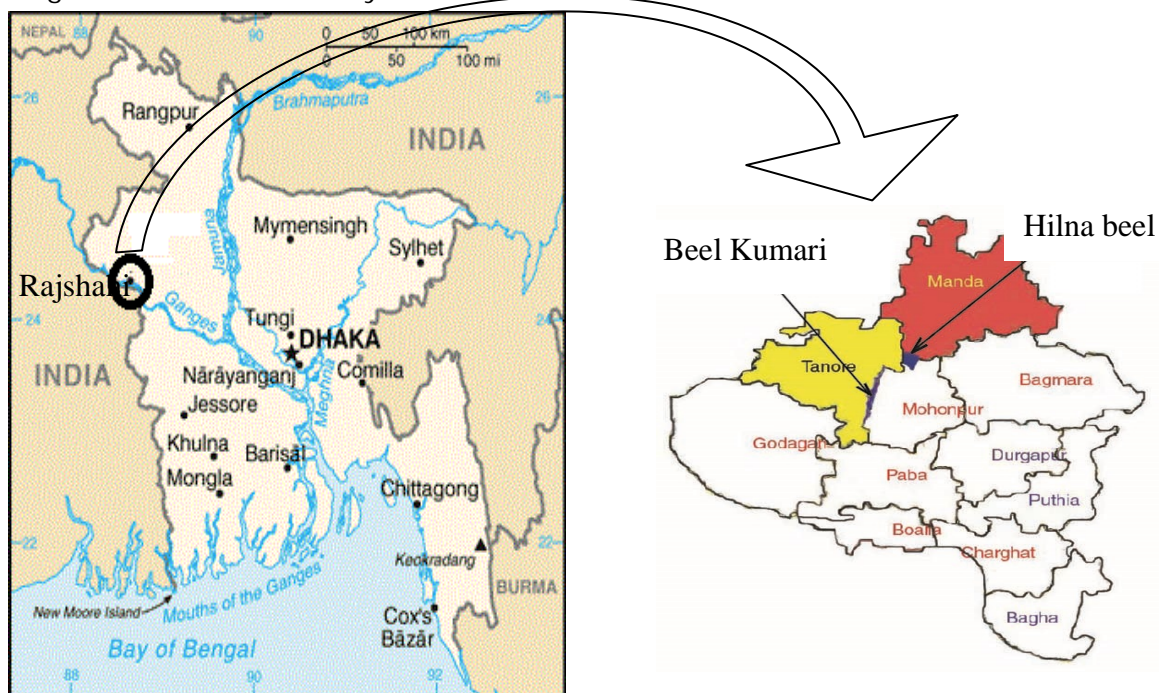 NEPAL
88
90
0 50 100 km
0 50 100 mi
26
26
Brahmaputra
Rangpur
INDIA
Jamuna
Mymensingh
Sylhet
Rajshahi
Ganges
24
24
Tungi
DHAKA
INDIA
Nārāyanganj
Comilla
Meghna
Jessore
Khulna
Barisāl
Mongla
Chittagong
22
22
Keokradang
BURMA
New Moore Island
Mouths of the Ganges
Cox's
Bāzār
Bay of Bengal
88
90
92
Beel Kumari
Hilna beel
Manda
Tanore
Bagmara
Mohonpur
Godagari
Durgapur
Paba
Puthia
Boalia
Charghat
Bagha